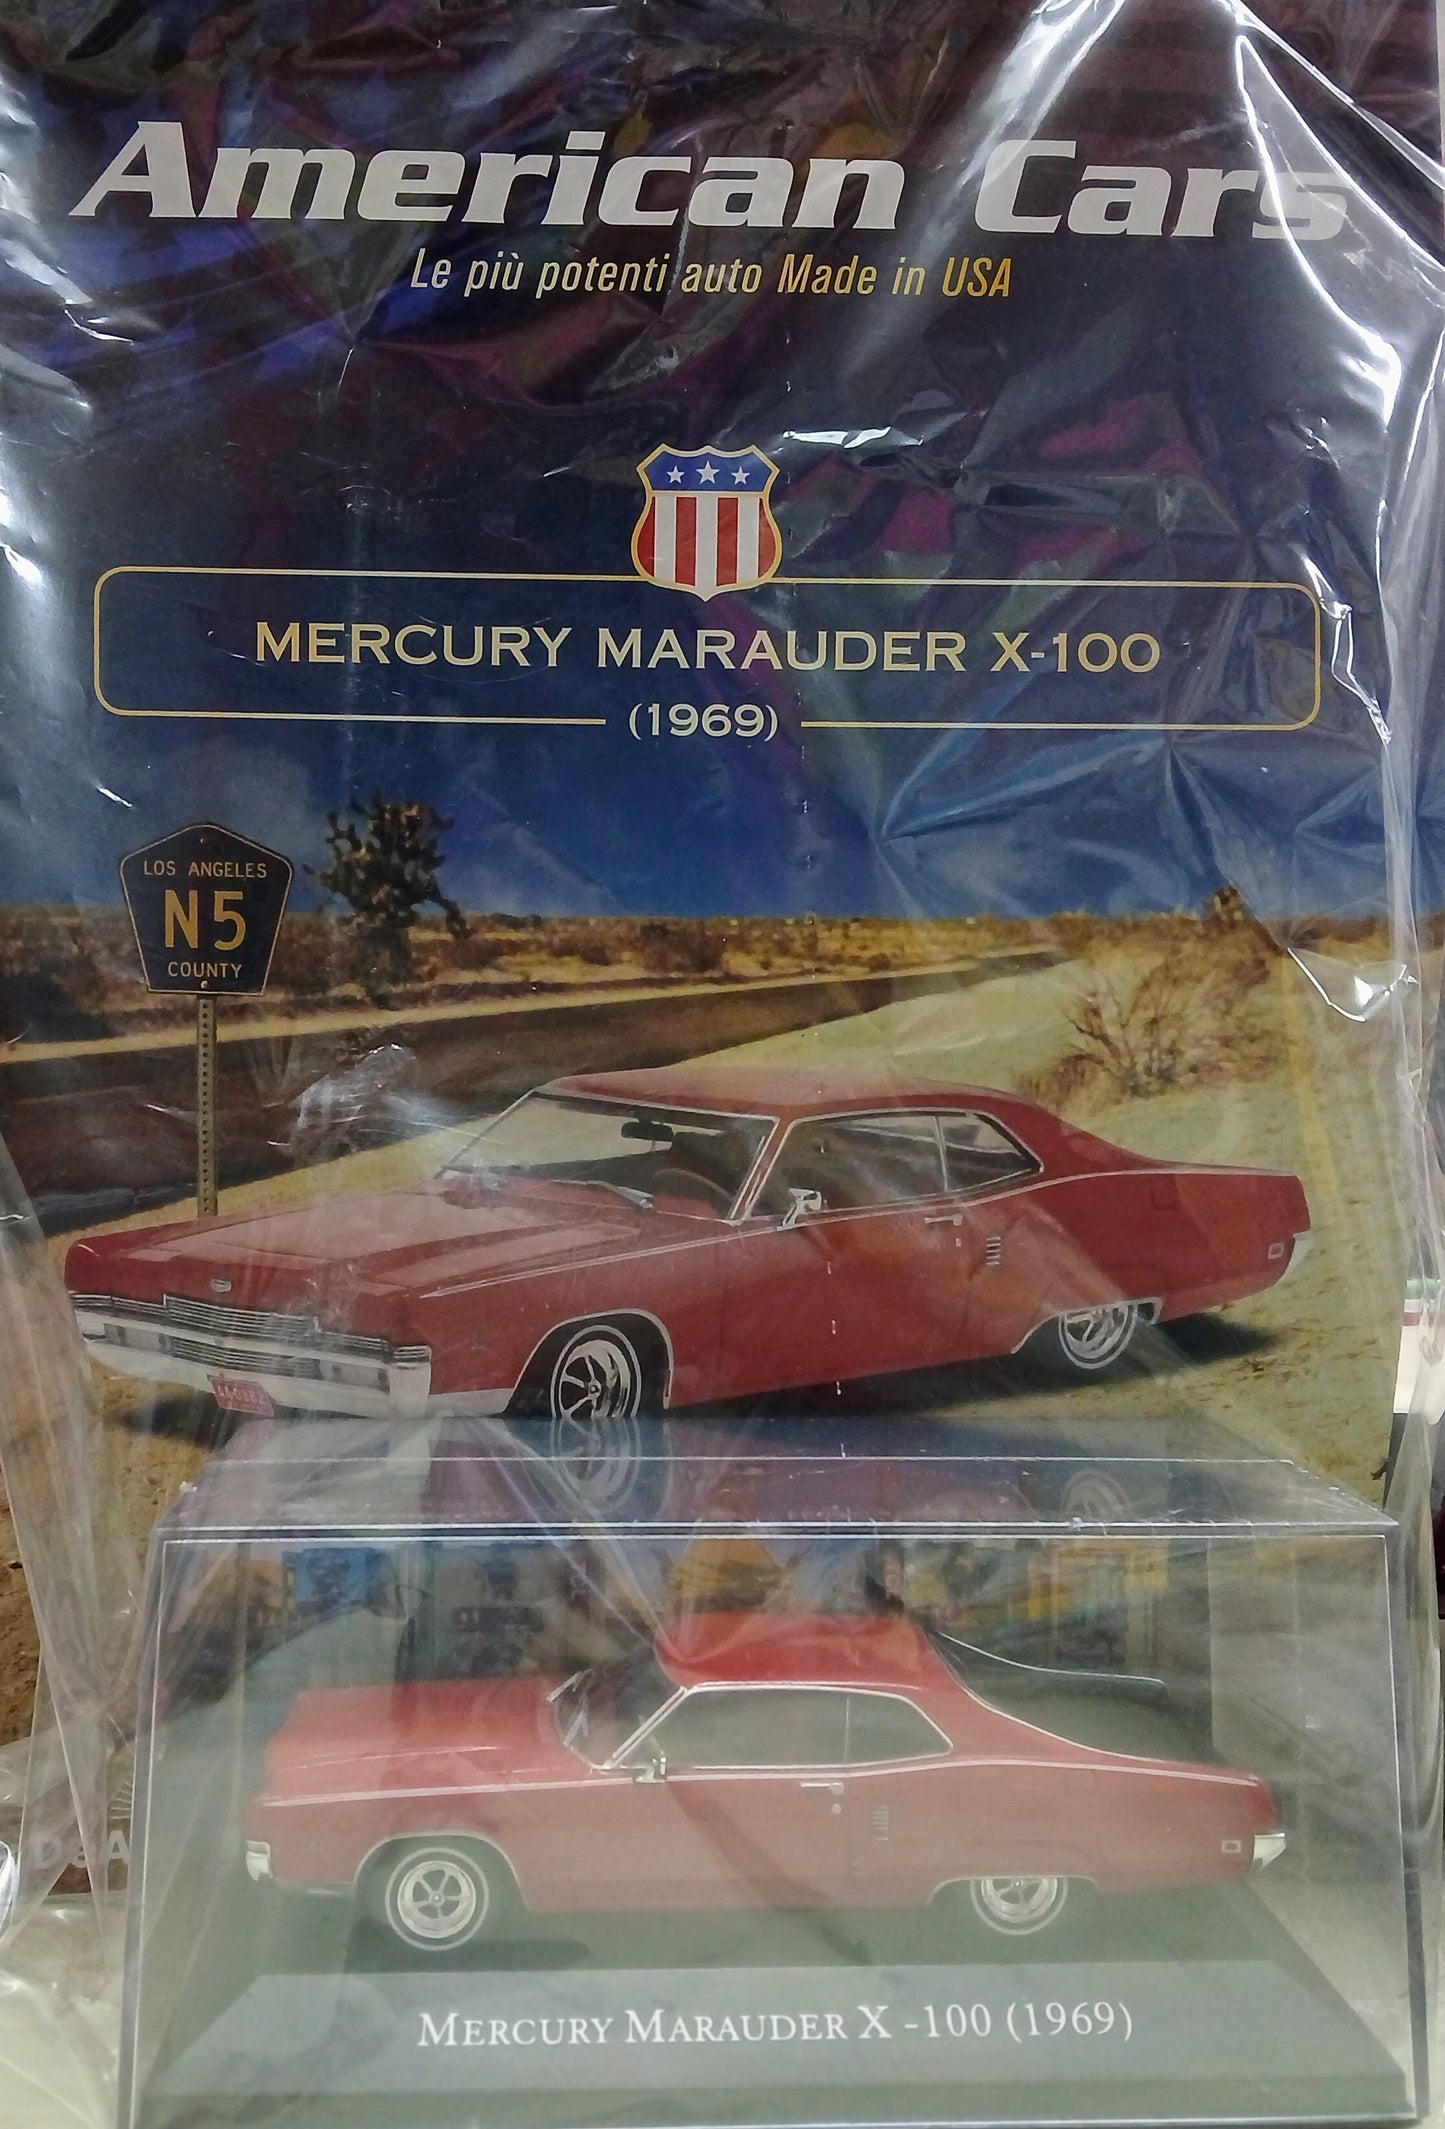 American Cars
Le più potenti auto Made in USA
MERCURY MARAUDER X-100
(1969)
LOS ANGELES
N5
COUNTY
MERCURY MARAUDER X -100 (1969)